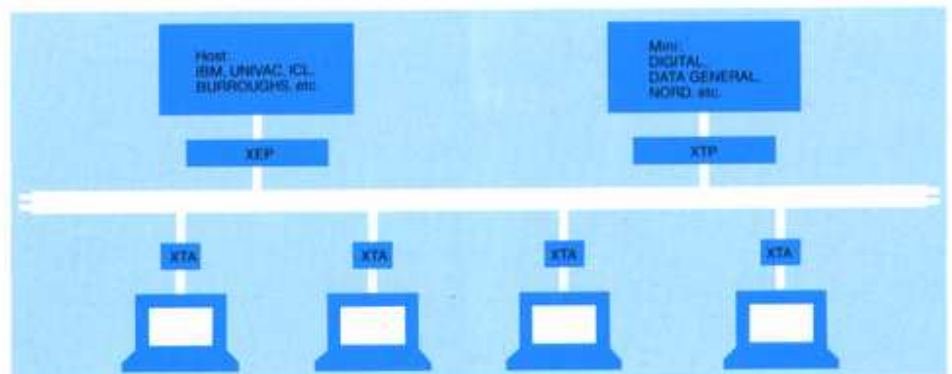 Host:
IBM, UNIVAC, ICL,
BURROUGHS, etc.
Mini:
DIGITAL,
DATA GENERAL,
NORD, etc.
XEP
XTP
XTA
XTA
XTA
XTA